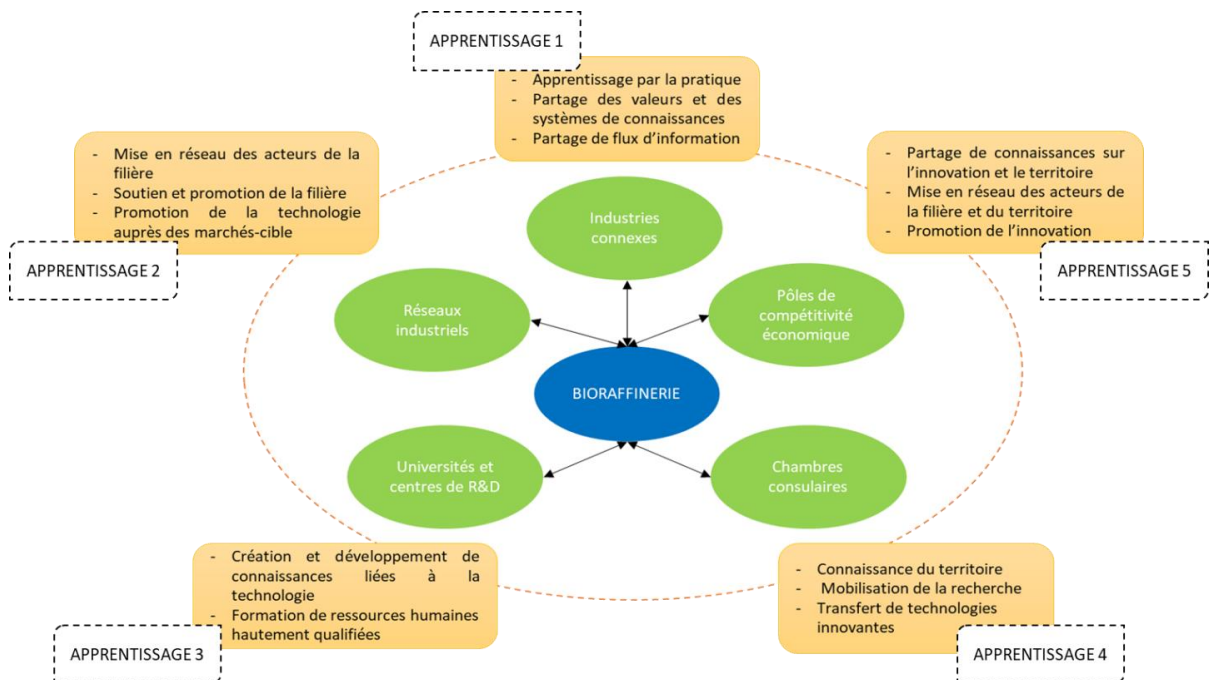 APPRENTISSAGE 1
- Apprentissage par la pratique
- Partage des valeurs et des
systèmes de connaissances
- Partage de flux d'information
- Mise en réseau des acteurs de la
filière
- Soutien et promotion de la filière
- Promotion de la technologie
auprès des marchés-cible
APPRENTISSAGE 2
- Partage de connaissances sur
l'innovation et le territoire
- Mise en réseau des acteurs de
la filière et du territoire
- Promotion de l'innovation
APPRENTISSAGE 5
Industries
connexes
Réseaux
industriels
Pôles de
compétitivité
économique
BIORAFFINERIE
Universités et
centres de R&D
Chambres
consulaires
- Création et développement de
connaissances liées à la
technologie
- Formation de ressources humaines
hautement qualifiées
APPRENTISSAGE 3
- Connaissance du territoire
- Mobilisation de la recherche
- Transfert de technologies
innovantes
APPRENTISSAGE 4